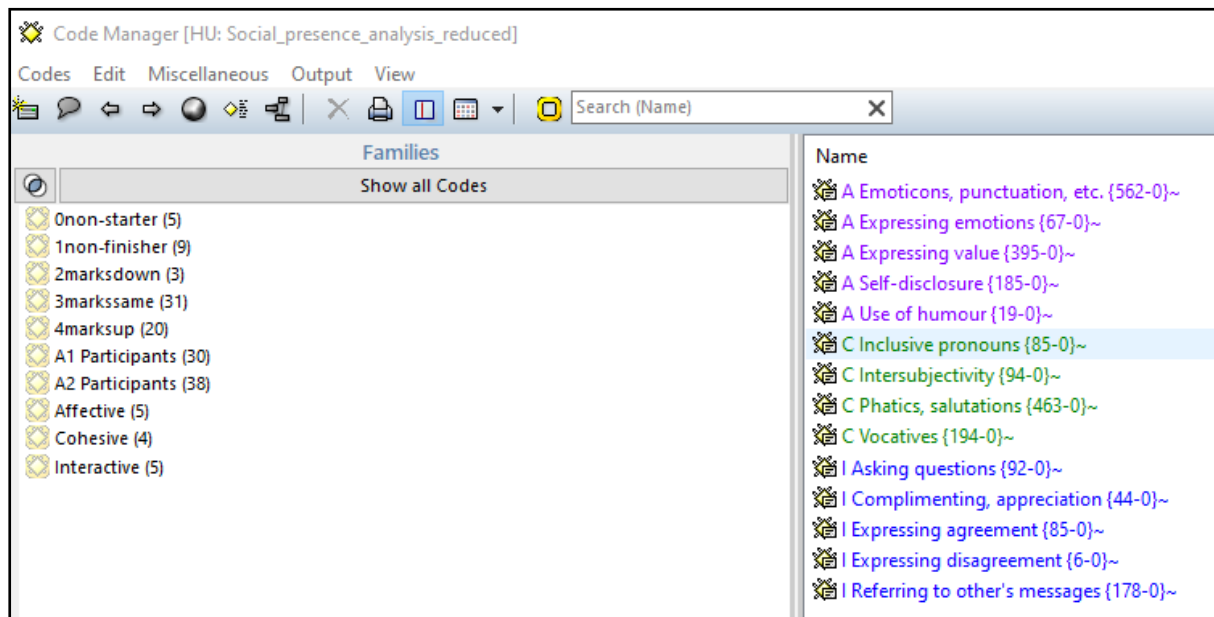 Code Manager [HU: Social_presence_analysis_reduced]
Codes Edit Miscellaneous Output View
Search (Name)
Families
Show all Codes
0non-starter (5)
1non-finisher (9)
2marksdown (3)
3markssame (31)
4marksup (20)
A1 Participants (30)
A2 Participants (38)
Affective (5)
Cohesive (4)
Interactive (5)
Name
A Emoticons, punctuation, etc. {562-0}~
A Expressing emotions {67-0}~
A Expressing value {395-0}~
A Self-disclosure {185-0}~
A Use of humour {19-0}~
C Inclusive pronouns {85-0}~
C Intersubjectivity {94-0}~
C Phatics, salutations {463-0}~
C Vocatives {194-0}~
I Asking questions {92-0}~
I Complimenting, appreciation {44-0}~
I Expressing agreement {85-0}~
I Expressing disagreement {6-0}~
I Referring to other's messages {178-0}~